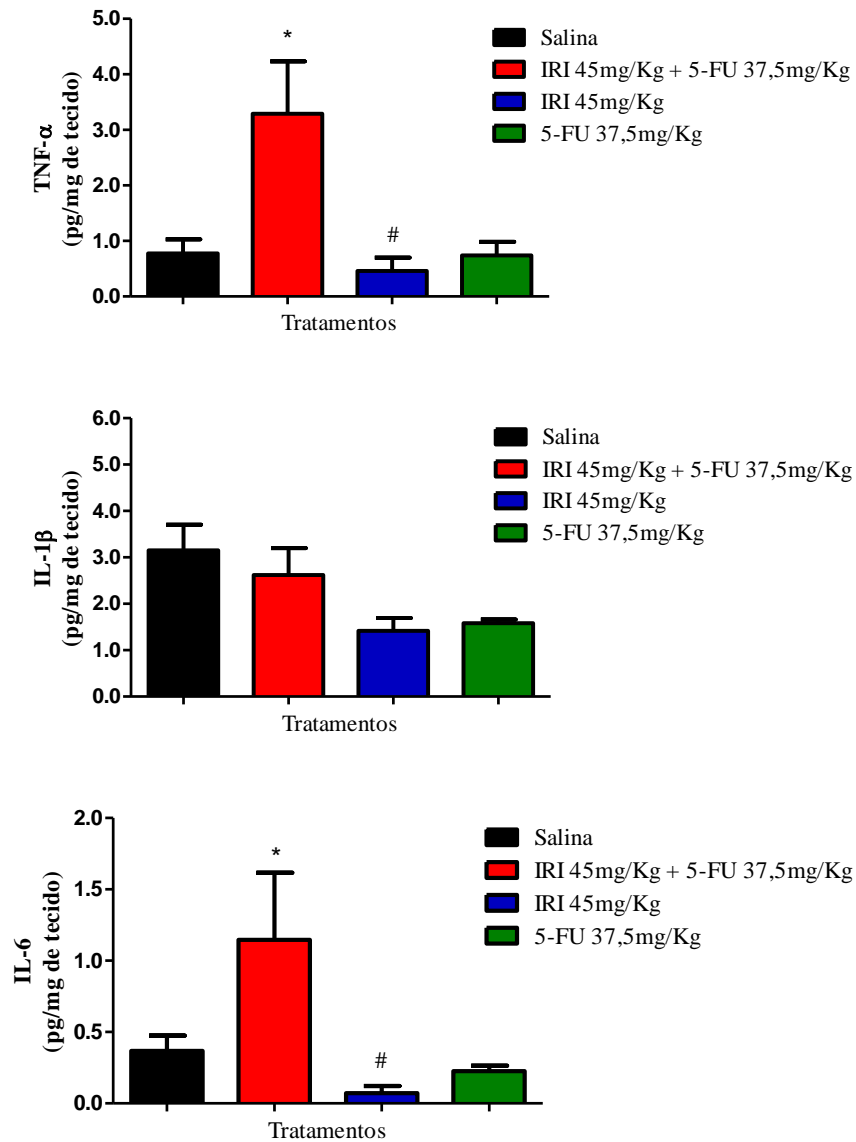 TNF-α
(pg/mg de tecido)
5.0
4.0
3.0
2.0
1.0
0.0
*
#
Tratamentos
Salina
IRI 45mg/Kg + 5-FU 37,5mg/Kg
IRI 45mg/Kg
5-FU 37,5mg/Kg
IL-1β
(pg/mg de tecido)
6.0
5.0
4.0
3.0
2.0
1.0
0.0
Tratamentos
Salina
IRI 45mg/Kg + 5-FU 37,5mg/Kg
IRI 45mg/Kg
5-FU 37,5mg/Kg
IL-6
(pg/mg de tecido)
2.0
1.5
1.0
0.5
0.0
*
#
Tratamentos
Salina
IRI 45mg/Kg + 5-FU 37,5mg/Kg
IRI 45mg/Kg
5-FU 37,5mg/Kg